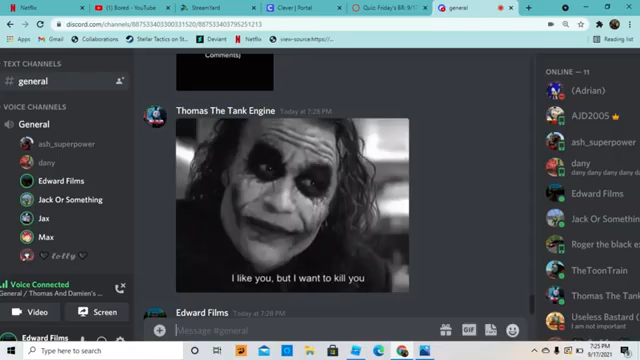 Netflix
(1) Bored - YouTube
StreamYard
Clever | Portal
Quiz: Friday's BR: 9/17
general
discord.com/channels/887533403300331520/887533403795251213
Apps
Gmail
Collaborations
Stellar Tactics on St
Deviant
Netflix
view-source:https://...
Reading list
TEXT CHANNELS
# general
VOICE CHANNELS
General
ash_superpower
dany
Edward Films
Jack Or Something
Jax
Max
lolly
Voice Connected
General / Thomas And Damien's
Video
Screen
Edward Films
Comments)
Thomas The Tank Engine Today at 7:28 PM
I like you, but I want to kill you
Edward Films Today at 7:28 PM
Message #general
GIF
ONLINE — 11
(Adrian)
AJD2005
ash_superpower
dany
dany dany dany dany da
Edward Films
Jack Or Something
Roger the black e
TheToonTrain
Thomas The Tank
Useless Bastard (
I am not important
Type here to search
7:25 PM
9/17/2021